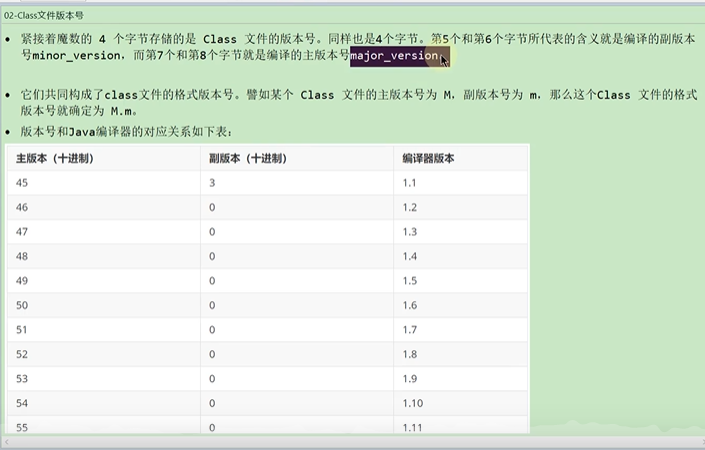 02-Class文件版本号
• 紧接着魔数的 4 个字节存储的是 Class 文件的版本号。同样也是4个字节。第5个和第6个字节所代表的含义就是编译的副版本
号minor_version，而第7个和第8个字节就是编译的主版本号major_version。
• 它们共同构成了class文件的格式版本号。譬如某个 Class 文件的主版本号为 M，副版本号为 m，那么这个Class 文件的格式
版本号就确定为 M.m。
• 版本号和Java编译器的对应关系如下表：
主版本（十进制） 副版本（十进制） 编译器版本
45 3 1.1
46 0 1.2
47 0 1.3
48 0 1.4
49 0 1.5
50 0 1.6
51 0 1.7
52 0 1.8
53 0 1.9
54 0 1.10
55 0 1.11